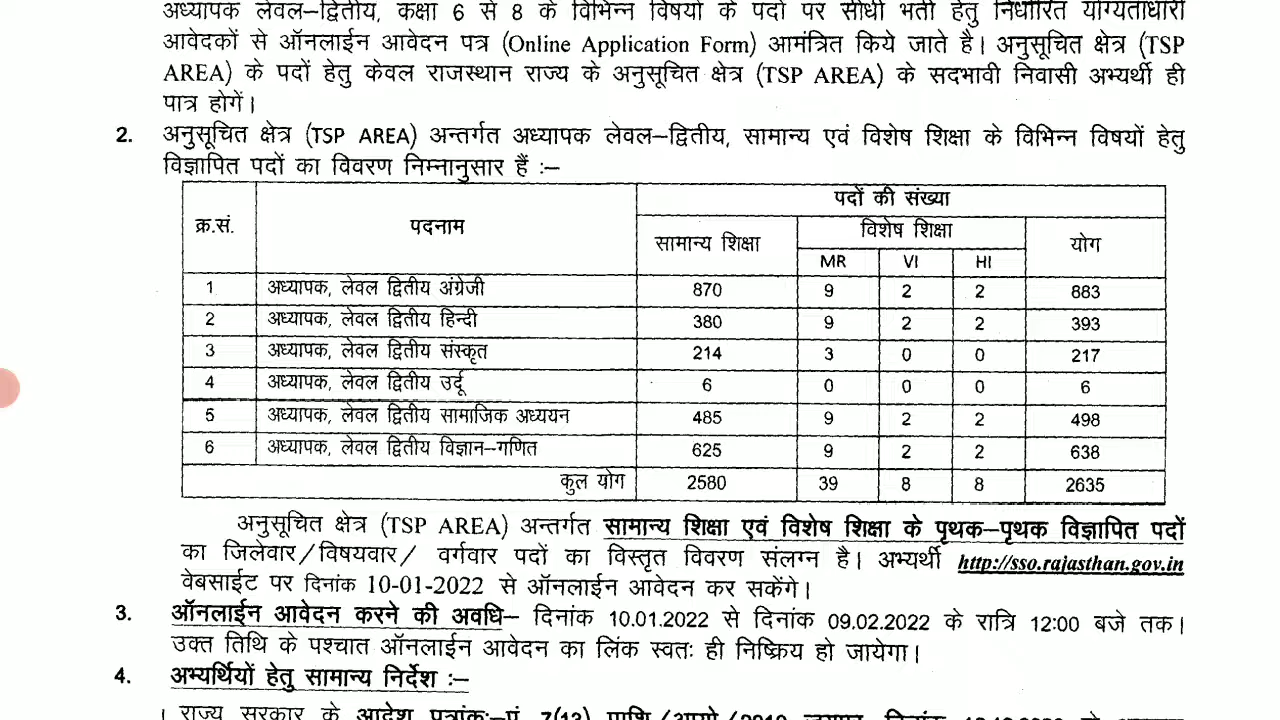 अध्यापक लेवल–द्वितीय, कक्षा 6 से 8 के विभिन्न विषयों के पदों पर सीधी भर्ती हेतु निर्धारित योग्यताधारी
आवेदकों से ऑनलाईन आवेदन पत्र (Online Application Form) आमंत्रित किये जाते है। अनुसूचित क्षेत्र (TSP
AREA) के पदों हेतु केवल राजस्थान राज्य के अनुसूचित क्षेत्र (TSP AREA) के सदभावी निवासी अभ्यर्थी ही
पात्र होगें।
2. अनुसूचित क्षेत्र (TSP AREA) अन्तर्गत अध्यापक लेवल–द्वितीय, सामान्य एवं विशेष शिक्षा के विभिन्न विषयों हेतु
विज्ञापित पदों का विवरण निम्नानुसार हैं :–
पदों की संख्या
क्र.सं. पदनाम सामान्य शिक्षा विशेष शिक्षा योग
MR VI HI
1 अध्यापक, लेवल द्वितीय अंग्रेजी 870 9 2 2 883
2 अध्यापक, लेवल द्वितीय हिन्दी 380 9 2 2 393
3 अध्यापक, लेवल द्वितीय संस्कृत 214 3 0 0 217
4 अध्यापक, लेवल द्वितीय उर्दू 6 0 0 0 6
5 अध्यापक, लेवल द्वितीय सामाजिक अध्ययन 485 9 2 2 498
6 अध्यापक, लेवल द्वितीय विज्ञान–गणित 625 9 2 2 638
कुल योग 2580 39 8 8 2635
अनुसूचित क्षेत्र (TSP AREA) अन्तर्गत सामान्य शिक्षा एवं विशेष शिक्षा के पृथक–पृथक विज्ञापित पदों
का जिलेवार/विषयवार/ वर्गवार पदों का विस्तृत विवरण संलग्न है। अभ्यर्थी http://sso.rajasthan.gov.in
वेबसाईट पर दिनांक 10-01-2022 से ऑनलाईन आवेदन कर सकेंगे।
3. ऑनलाईन आवेदन करने की अवधि– दिनांक 10.01.2022 से दिनांक 09.02.2022 के रात्रि 12:00 बजे तक।
उक्त तिथि के पश्चात ऑनलाईन आवेदन का लिंक स्वतः ही निष्क्रिय हो जायेगा।
4. अभ्यर्थियों हेतु सामान्य निर्देश :–
राज्य सरकार के आदेश पत्रांक:-पं. 7(13)